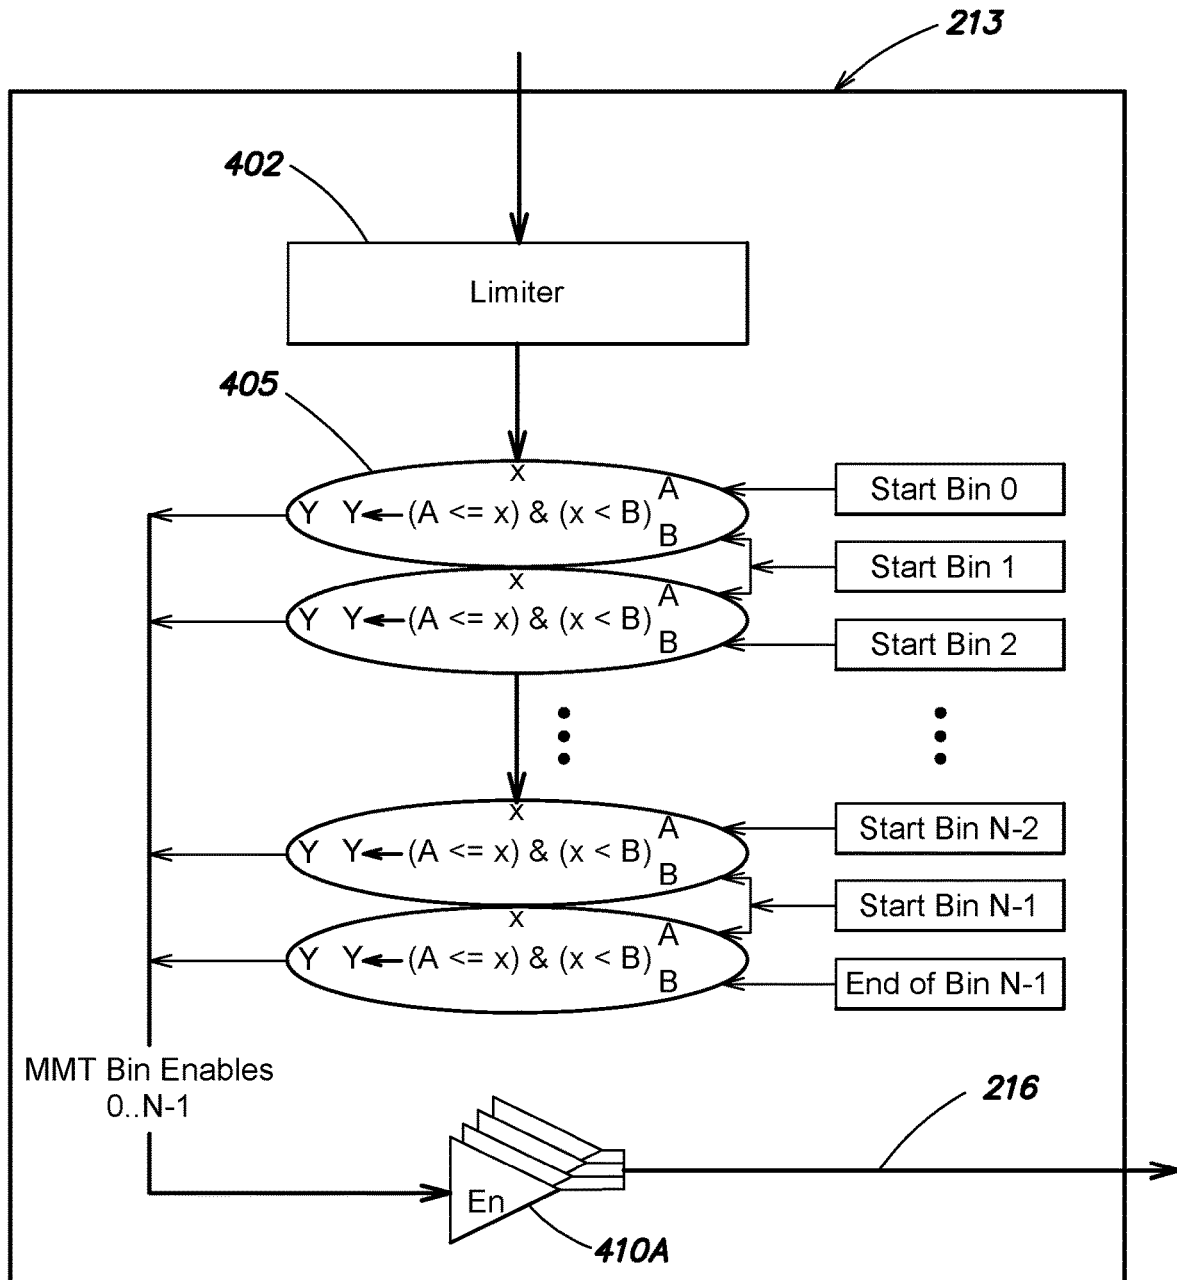 213
402
Limiter
405
x
A
Y Y←(A <= x) & (x < B)
B
Start Bin 0
Start Bin 1
x
A
Y Y←(A <= x) & (x < B)
B
Start Bin 2
x
A
Y Y←(A <= x) & (x < B)
B
Start Bin N-2
Start Bin N-1
x
A
Y Y←(A <= x) & (x < B)
B
End of Bin N-1
MMT Bin Enables
0..N-1
216
En
410A